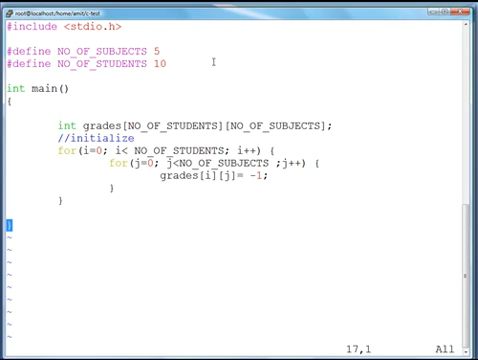 root@localhost:/home/amit/c-test
#include <stdio.h>
#define NO_OF_SUBJECTS 5
#define NO_OF_STUDENTS 10
int main()
{
int grades[NO_OF_STUDENTS][NO_OF_SUBJECTS];
//initialize
for(i=0; i< NO_OF_STUDENTS; i++) {
for(j=0; j<NO_OF_SUBJECTS ;j++) {
grades[i][j]= -1;
}
}
}
~
~
~
~
~
~
~
~
~
17,1 All